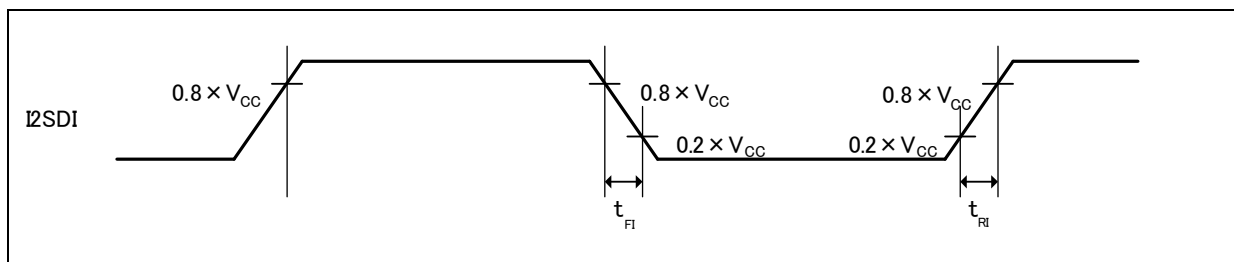 0.8 × VCC
0.8 × VCC
0.8 × VCC
I2SDI
0.2 × VCC
0.2 × VCC
tFI
tRI